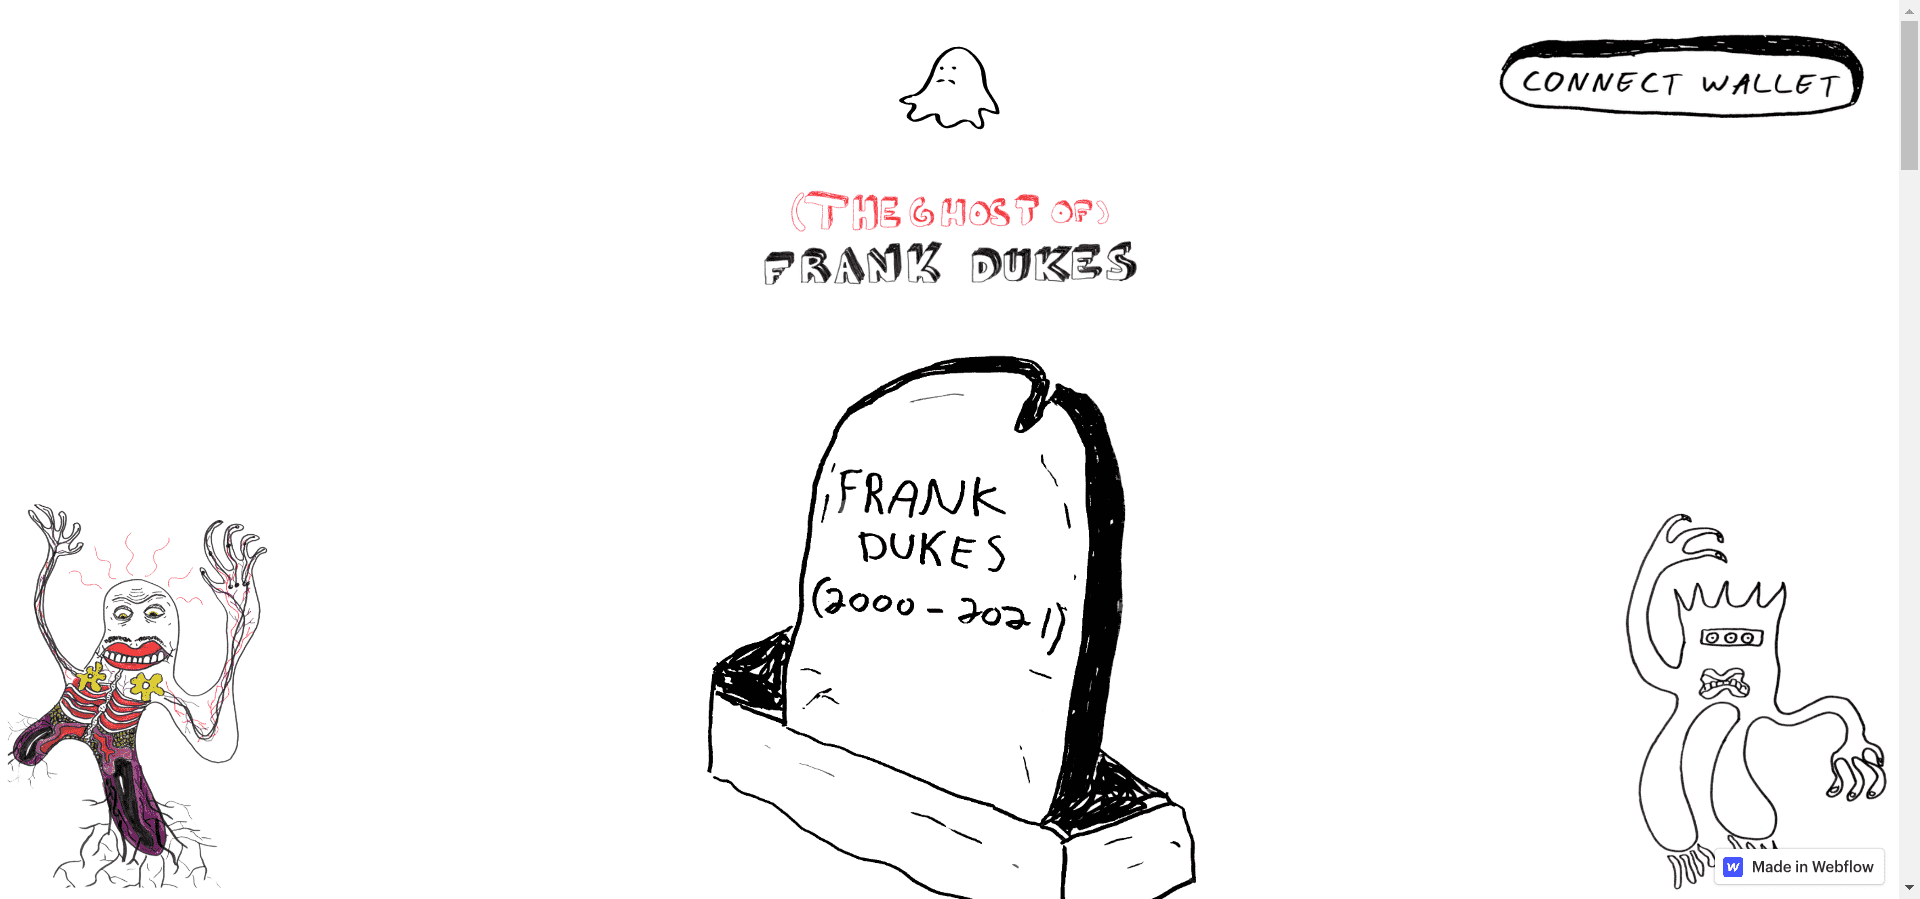 CONNECT WALLET
(THE GHOST OF)
FRANK DUKES
FRANK
DUKES
(2000-2021)
Made in Webflow